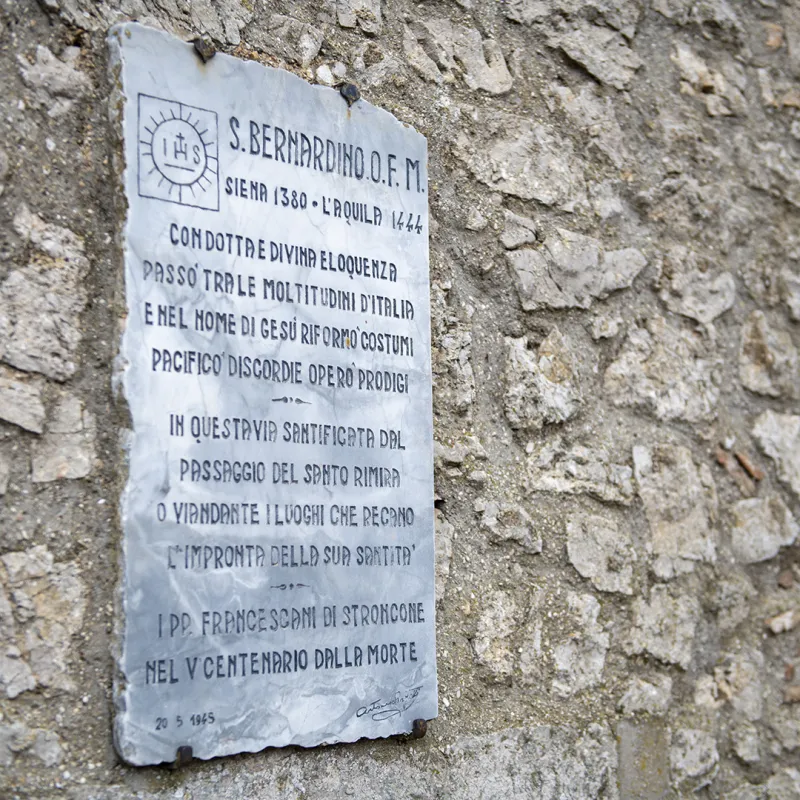 IHS
S. BERNARDINO. O. F. M.
SIENA 1380 • L'AQUILA 1444
CON DOTTA E DIVINA ELOQUENZA
PASSO' TRA LE MOLTITUDINI D'ITALIA
E NEL NOME DI GESÚ RIFORMO' COSTUMI
PACIFICO' DISCORDIE OPERO' PRODIGI
IN QUESTA VIA SANTIFICATA DAL
PASSAGGIO DEL SANTO RIMIRA
O VIANDANTE I LUOGHI CHE RECANO
L'IMPRONTA DELLA SUA SANTITA'
I PP. FRANCESCANI DI STRONCONE
NEL V CENTENARIO DALLA MORTE
20 5 1945